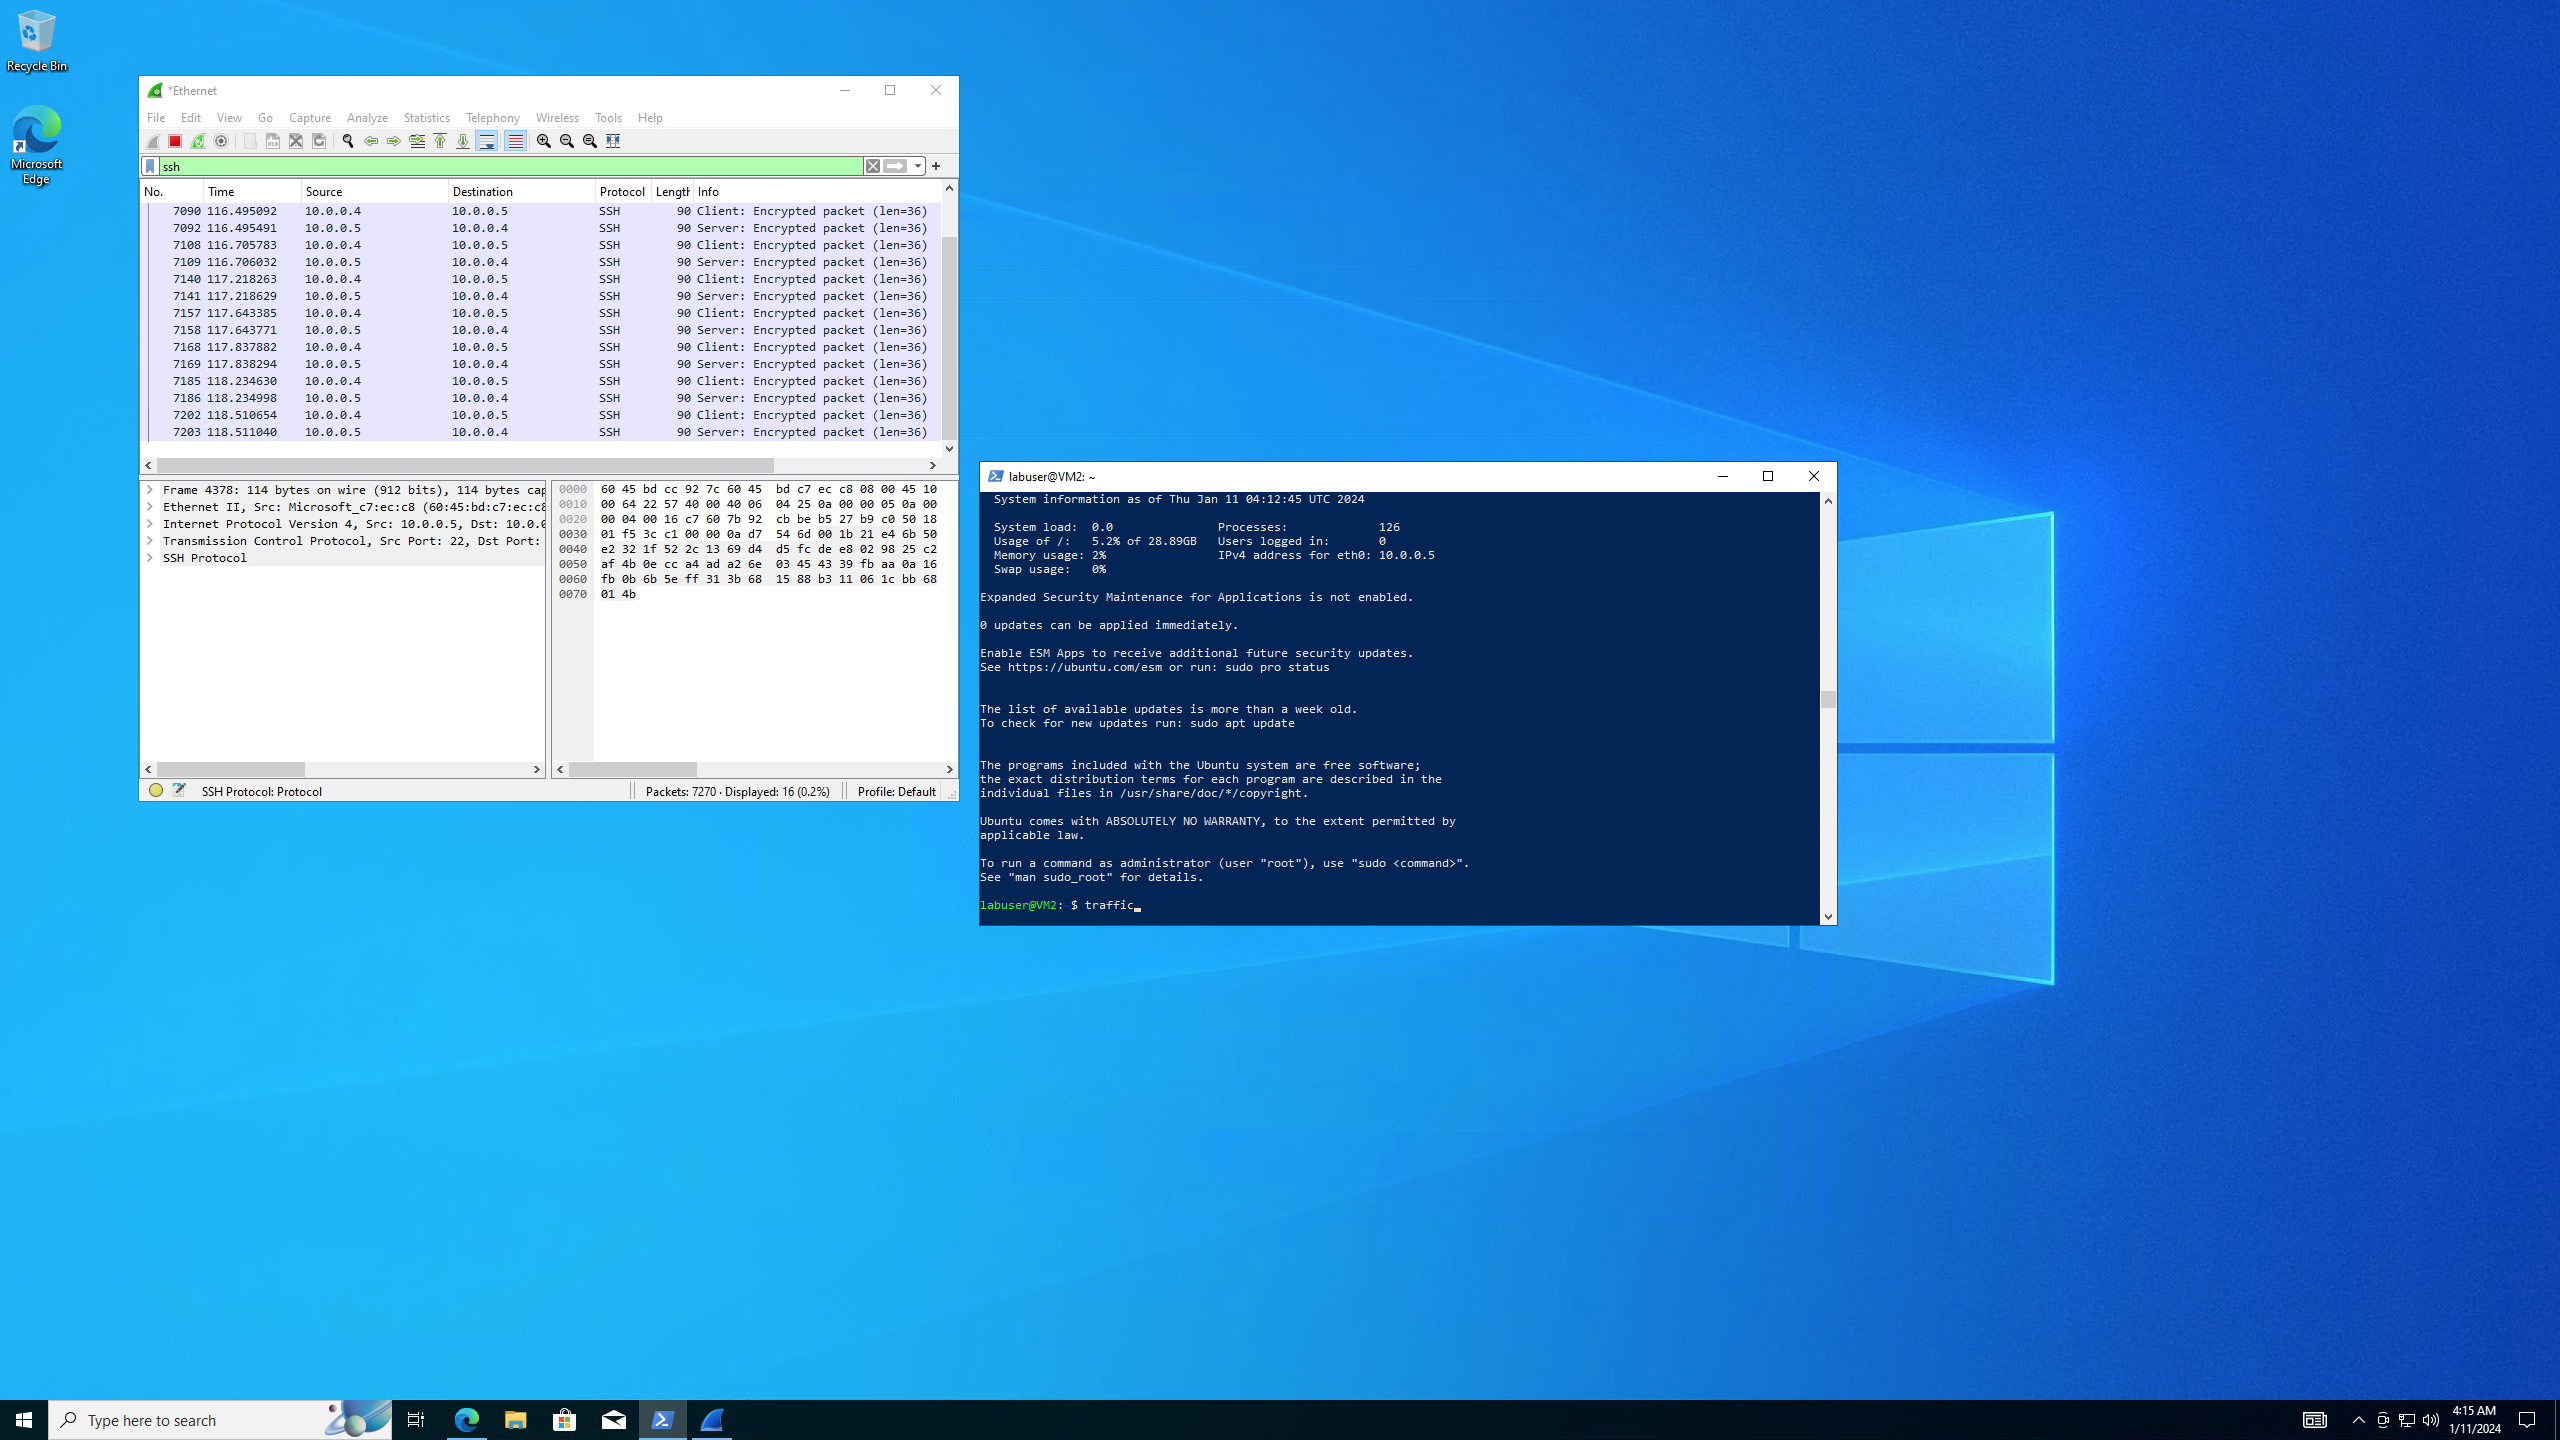 Recycle Bin
Microsoft
Edge
*Ethernet
File Edit View Go Capture Analyze Statistics Telephony Wireless Tools Help
ssh
No. Time Source Destination Protocol Length Info
7090 116.495092 10.0.0.4 10.0.0.5 SSH 90 Client: Encrypted packet (len=36)
7092 116.495491 10.0.0.5 10.0.0.4 SSH 90 Server: Encrypted packet (len=36)
7108 116.705783 10.0.0.4 10.0.0.5 SSH 90 Client: Encrypted packet (len=36)
7109 116.706032 10.0.0.5 10.0.0.4 SSH 90 Server: Encrypted packet (len=36)
7140 117.218263 10.0.0.4 10.0.0.5 SSH 90 Client: Encrypted packet (len=36)
7141 117.218629 10.0.0.5 10.0.0.4 SSH 90 Server: Encrypted packet (len=36)
7157 117.643385 10.0.0.4 10.0.0.5 SSH 90 Client: Encrypted packet (len=36)
7158 117.643771 10.0.0.5 10.0.0.4 SSH 90 Server: Encrypted packet (len=36)
7168 117.837882 10.0.0.4 10.0.0.5 SSH 90 Client: Encrypted packet (len=36)
7169 117.838294 10.0.0.5 10.0.0.4 SSH 90 Server: Encrypted packet (len=36)
7185 118.234630 10.0.0.4 10.0.0.5 SSH 90 Client: Encrypted packet (len=36)
7186 118.234998 10.0.0.5 10.0.0.4 SSH 90 Server: Encrypted packet (len=36)
7202 118.510654 10.0.0.4 10.0.0.5 SSH 90 Client: Encrypted packet (len=36)
7203 118.511040 10.0.0.5 10.0.0.4 SSH 90 Server: Encrypted packet (len=36)
Frame 4378: 114 bytes on wire (912 bits), 114 bytes cap
Ethernet II, Src: Microsoft_c7:ec:c8 (60:45:bd:c7:ec:c8
Internet Protocol Version 4, Src: 10.0.0.5, Dst: 10.0.0
Transmission Control Protocol, Src Port: 22, Dst Port:
SSH Protocol
0000 60 45 bd cc 92 7c 60 45 bd c7 ec c8 08 00 45 10
0010 00 64 22 57 40 00 40 06 04 25 0a 00 00 05 0a 00
0020 00 04 00 16 c7 60 7b 92 cb be b5 27 b9 c0 50 18
0030 01 f5 3c c1 00 00 0a d7 54 6d 00 1b 21 e4 6b 50
0040 e2 32 1f 52 2c 13 69 d4 d5 fc de e8 02 98 25 c2
0050 af 4b 0e cc a4 ad a2 6e 03 45 43 39 fb aa 0a 16
0060 fb 0b 6b 5e ff 31 3b 68 15 88 b3 11 06 1c bb 68
0070 01 4b
SSH Protocol: Protocol Packets: 7270 · Displayed: 16 (0.2%) Profile: Default
labuser@VM2: ~
System information as of Thu Jan 11 04:12:45 UTC 2024
System load: 0.0 Processes: 126
Usage of /: 5.2% of 28.89GB Users logged in: 0
Memory usage: 2% IPv4 address for eth0: 10.0.0.5
Swap usage: 0%
Expanded Security Maintenance for Applications is not enabled.
0 updates can be applied immediately.
Enable ESM Apps to receive additional future security updates.
See https://ubuntu.com/esm or run: sudo pro status
The list of available updates is more than a week old.
To check for new updates run: sudo apt update
The programs included with the Ubuntu system are free software;
the exact distribution terms for each program are described in the
individual files in /usr/share/doc/*/copyright.
Ubuntu comes with ABSOLUTELY NO WARRANTY, to the extent permitted by
applicable law.
To run a command as administrator (user "root"), use "sudo <command>".
See "man sudo_root" for details.
labuser@VM2: $ traffic_
Type here to search
4:15 AM
1/11/2024